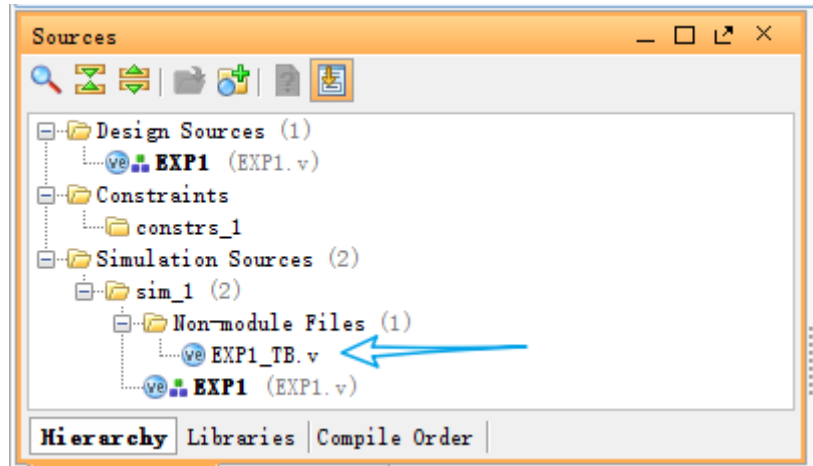 Sources
Design Sources (1)
EXP1 (EXP1.v)
Constraints
constrs_1
Simulation Sources (2)
sim_1 (2)
Non-module Files (1)
EXP1_TB.v
EXP1 (EXP1.v)
Hierarchy Libraries Compile Order